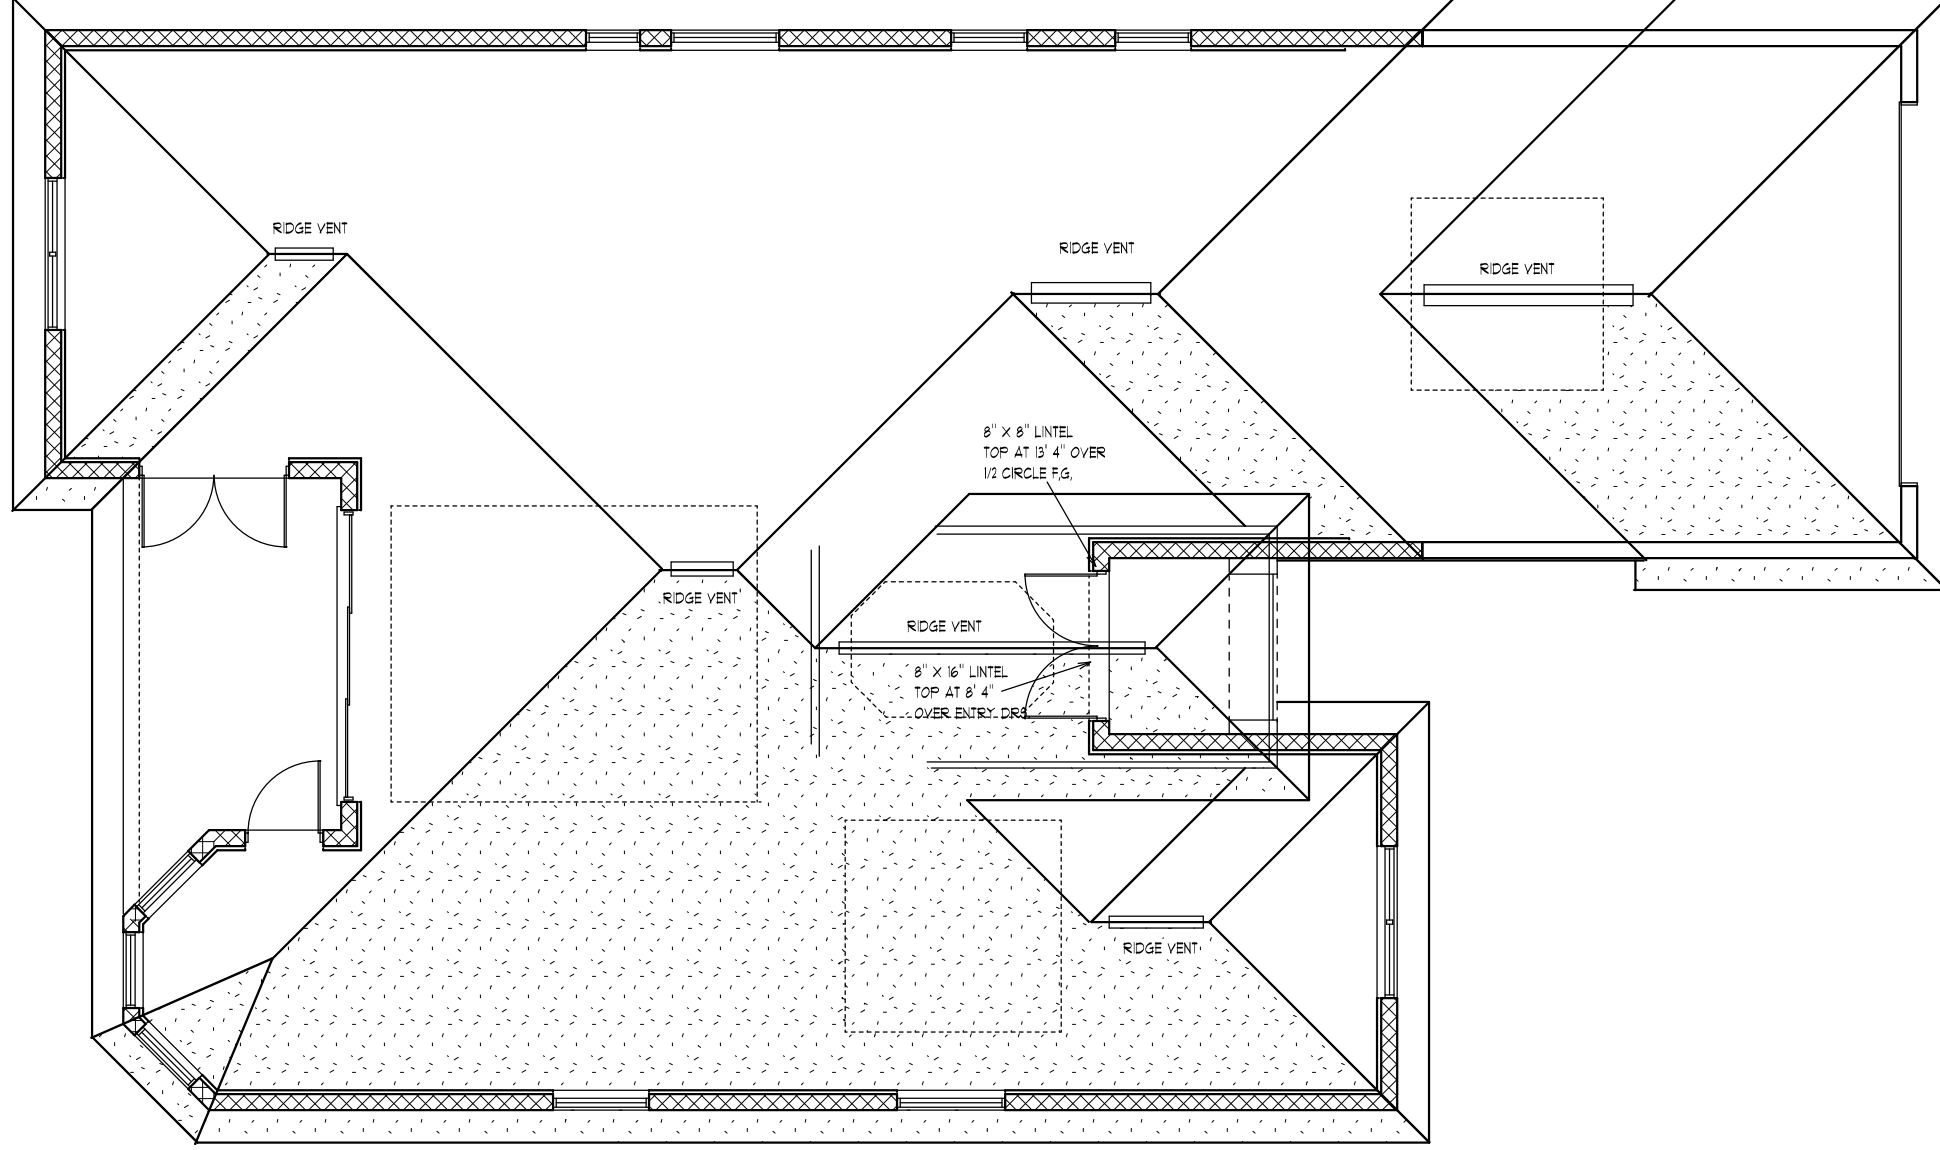 RIDGE VENT
RIDGE VENT
RIDGE VENT
8" X 8" LINTEL
TOP AT 13' 4" OVER
1/2 CIRCLE F,G,
RIDGE VENT
RIDGE VENT
8" X 16" LINTEL
TOP AT 8' 4"
OVER ENTRY DRS
RIDGE VENT